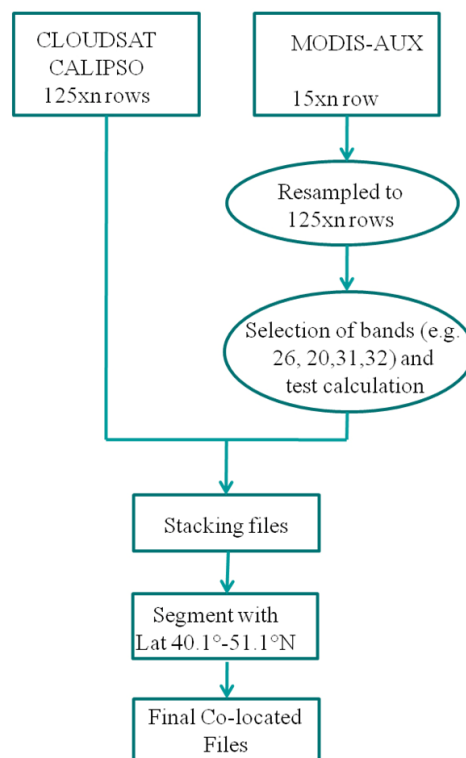 CLOUDSAT
CALIPSO
125xn rows
MODIS-AUX
15xn row
Resampled to
125xn rows
Selection of bands (e.g.
26, 20,31,32) and
test calculation
Stacking files
Segment with
Lat 40.1°-51.1°N
Final Co-located
Files